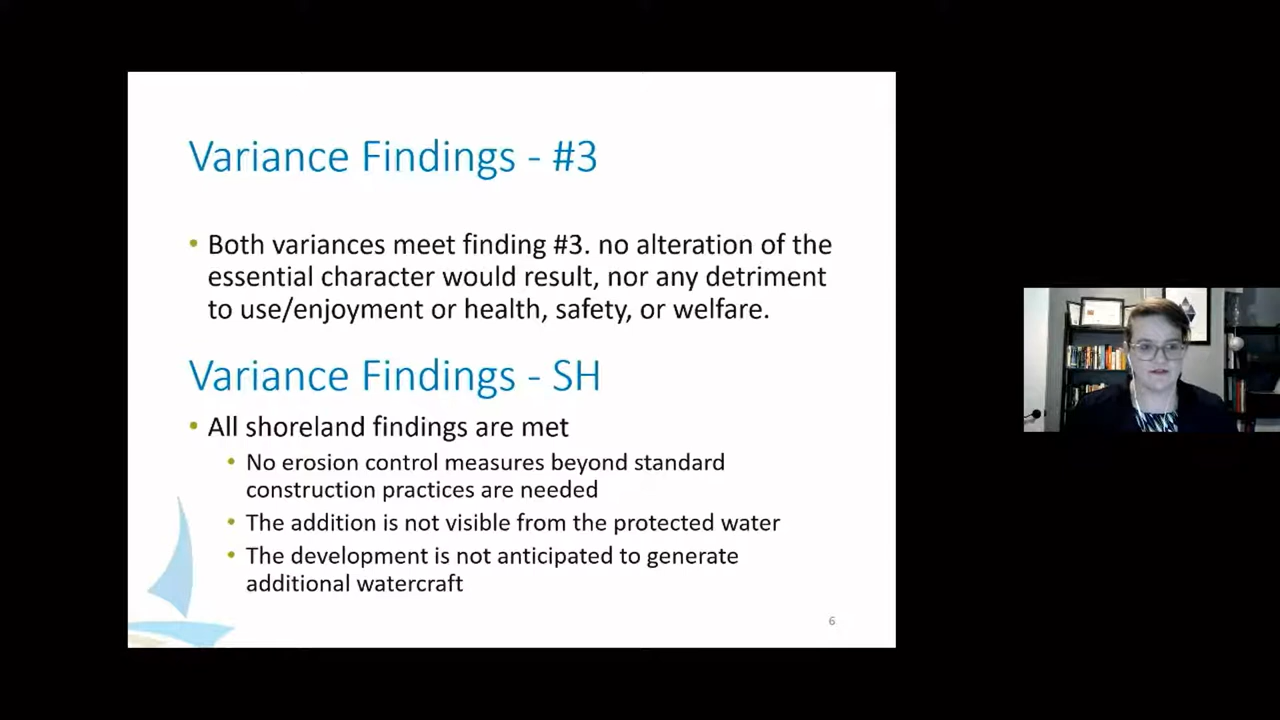 Variance Findings - #3
• Both variances meet finding #3. no alteration of the
essential character would result, nor any detriment
to use/enjoyment or health, safety, or welfare.
Variance Findings - SH
• All shoreland findings are met
• No erosion control measures beyond standard
construction practices are needed
• The addition is not visible from the protected water
• The development is not anticipated to generate
additional watercraft
6